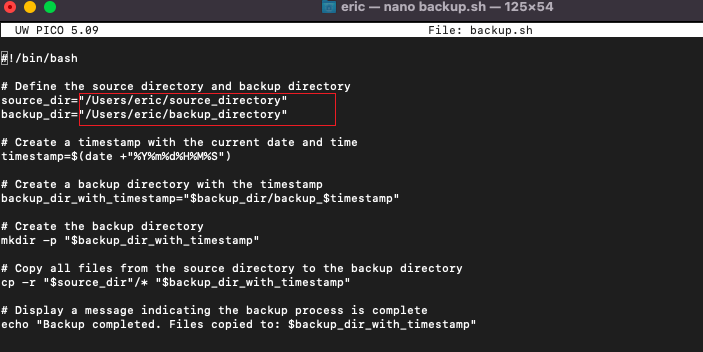 eric — nano backup.sh — 125×54
UW PICO 5.09 File: backup.sh
#!/bin/bash
# Define the source directory and backup directory
source_dir="/Users/eric/source_directory"
backup_dir="/Users/eric/backup_directory"
# Create a timestamp with the current date and time
timestamp=$(date +"%Y%m%d%H%M%S")
# Create a backup directory with the timestamp
backup_dir_with_timestamp="$backup_dir/backup_$timestamp"
# Create the backup directory
mkdir -p "$backup_dir_with_timestamp"
# Copy all files from the source directory to the backup directory
cp -r "$source_dir"/* "$backup_dir_with_timestamp"
# Display a message indicating the backup process is complete
echo "Backup completed. Files copied to: $backup_dir_with_timestamp"